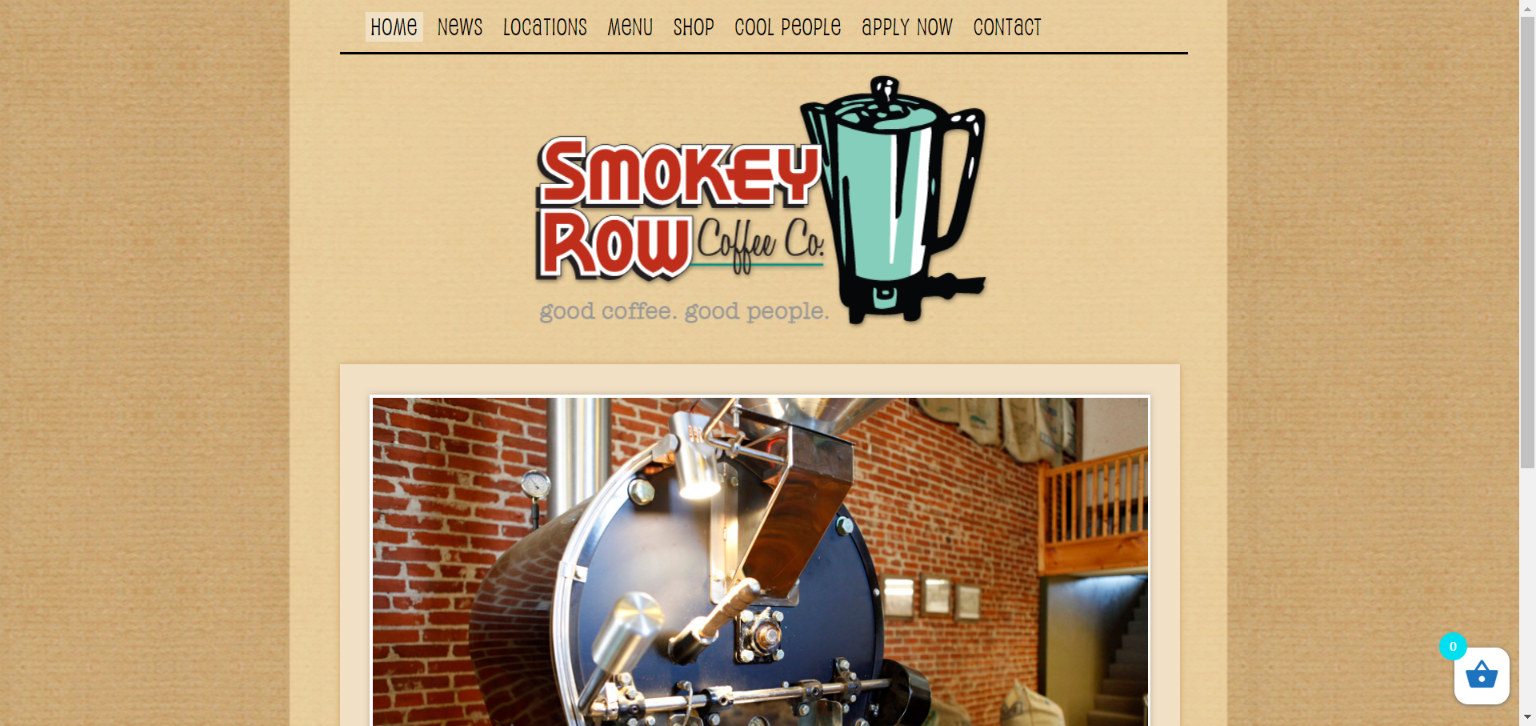 Home News Locations Menu Shop Cool People Apply Now Contact
Smokey
Row Coffee Co.
good coffee. good people.
0